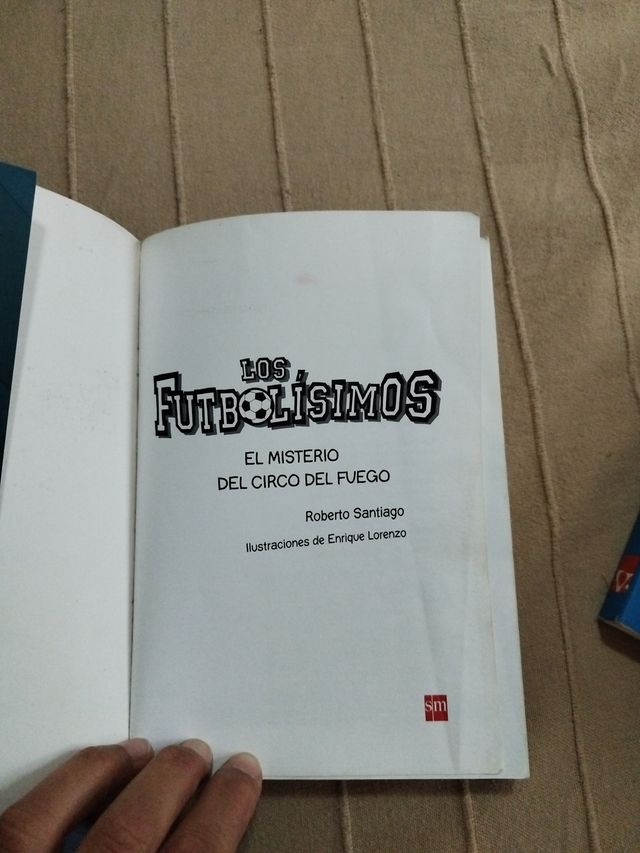 LOS
FUTBOLÍSIMOS
EL MISTERIO
DEL CIRCO DEL FUEGO
Roberto Santiago
Ilustraciones de Enrique Lorenzo
sm